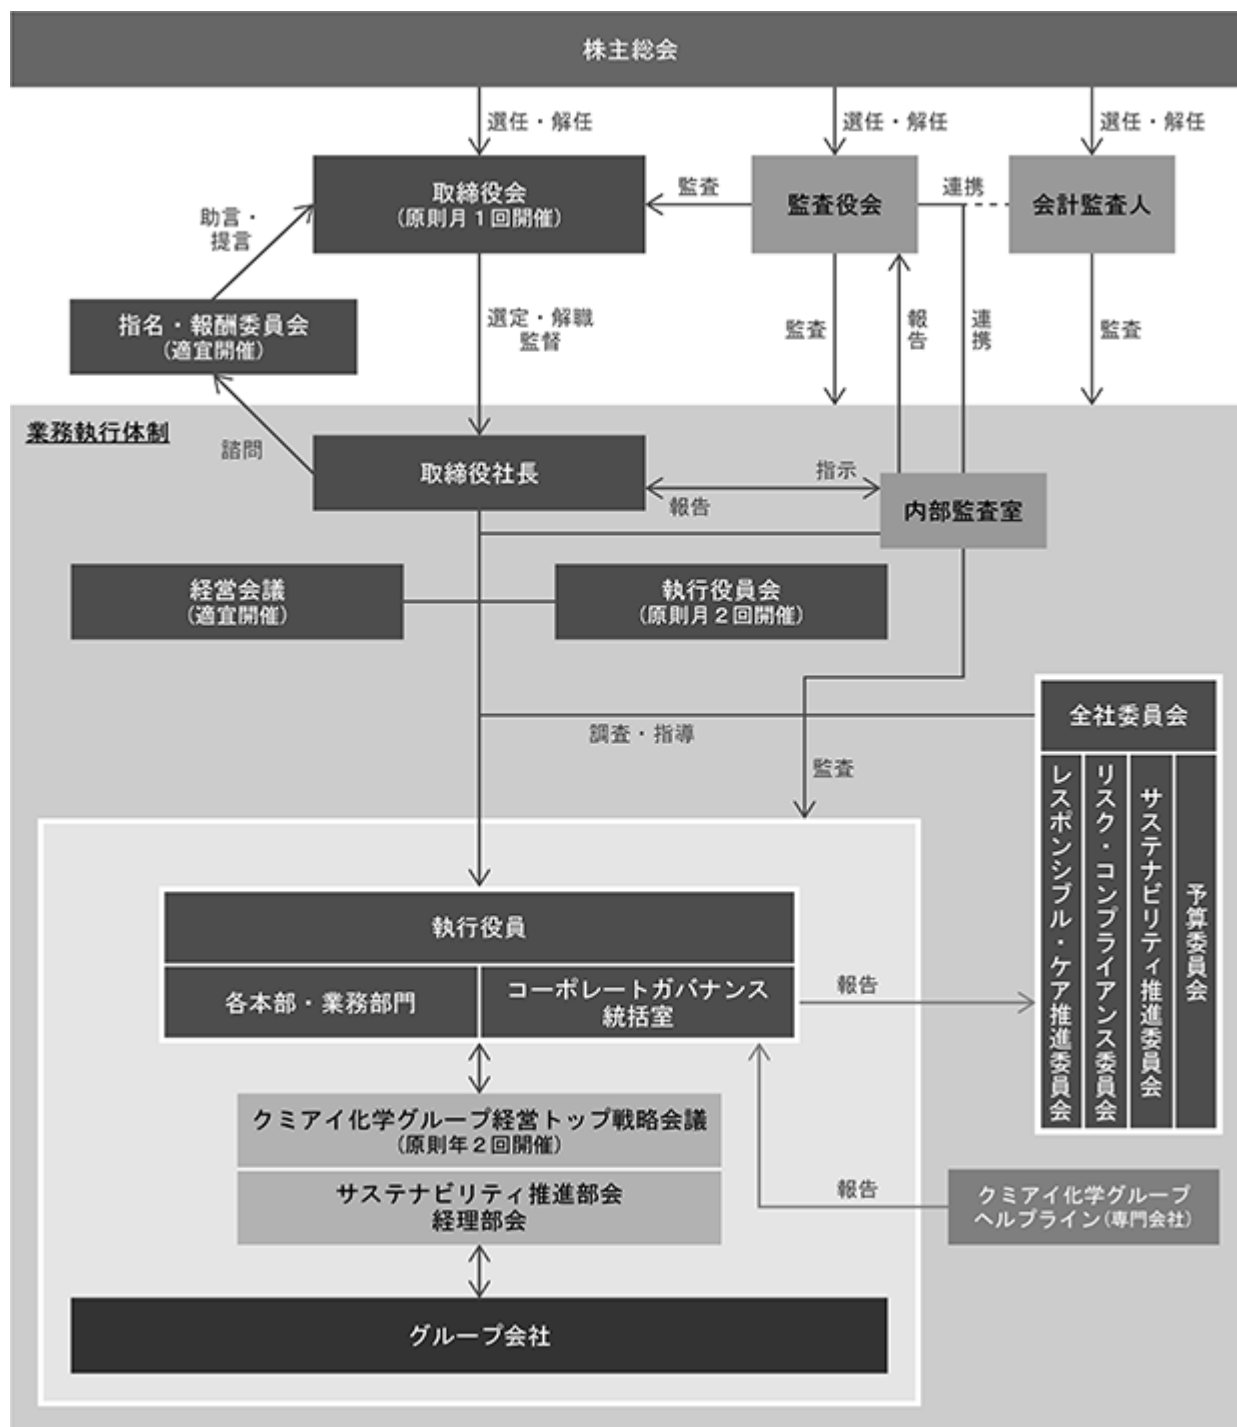 株主総会
選任・解任
選任・解任
選任・解任
取締役会
(原則月１回開催)
監査
監査役会
連携
会計監査人
助言・
提言
指名・報酬委員会
(適宜開催)
選定・解職
監督
監査
報告
連携
監査
業務執行体制
諮問
取締役社長
指示
報告
内部監査室
経営会議
(適宜開催)
執行役員会
(原則月２回開催)
調査・指導
監査
全社委員会
レスポンシブル・ケア推進委員会
リスク・コンプライアンス委員会
サステナビリティ推進委員会
予算委員会
執行役員
各本部・業務部門
コーポレートガバナンス
統括室
報告
クミアイ化学グループ経営トップ戦略会議
(原則年２回開催)
サステナビリティ推進部会
経理部会
報告
クミアイ化学グループ
ヘルプライン(専門会社)
グループ会社